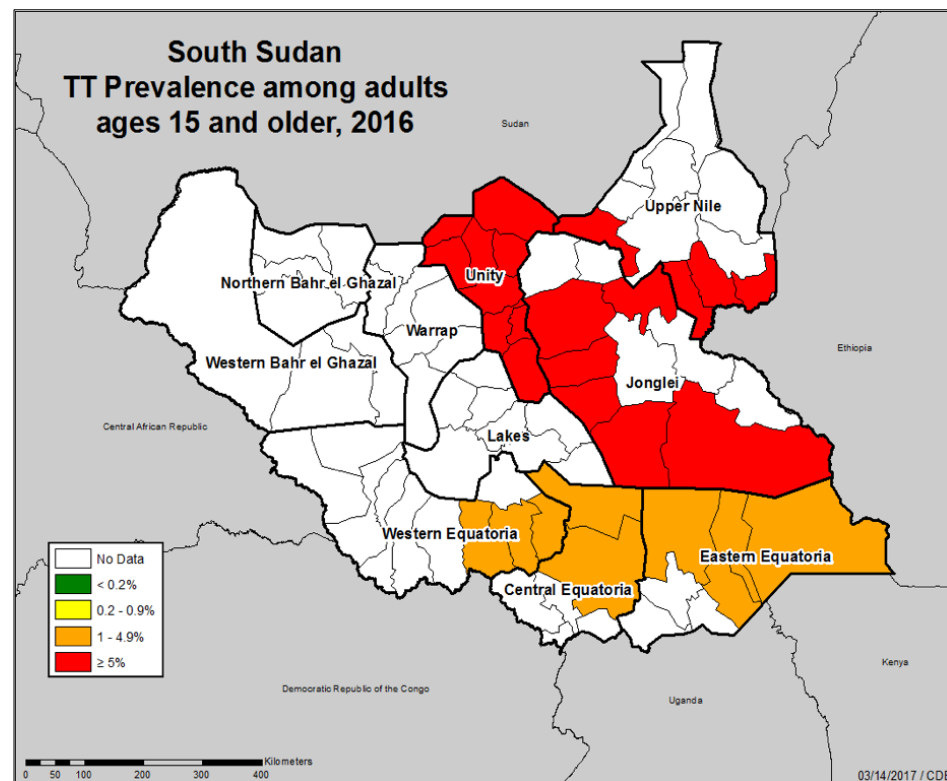 South Sudan
TT Prevalence among adults
ages 15 and older, 2016
Sudan
Upper Nile
Northern Bahr el Ghazal
Unity
Warrap
Ethiopia
Western Bahr el Ghazal
Jonglei
Central African Republic
Lakes
Western Equatoria
Eastern Equatoria
Central Equatoria
No Data
< 0.2%
0.2 - 0.9%
1 - 4.9%
≥ 5%
Kenya
Democratic Republic of the Congo
Uganda
Kilometers
0 50 100 200 300 400
03/14/2017 / CDE